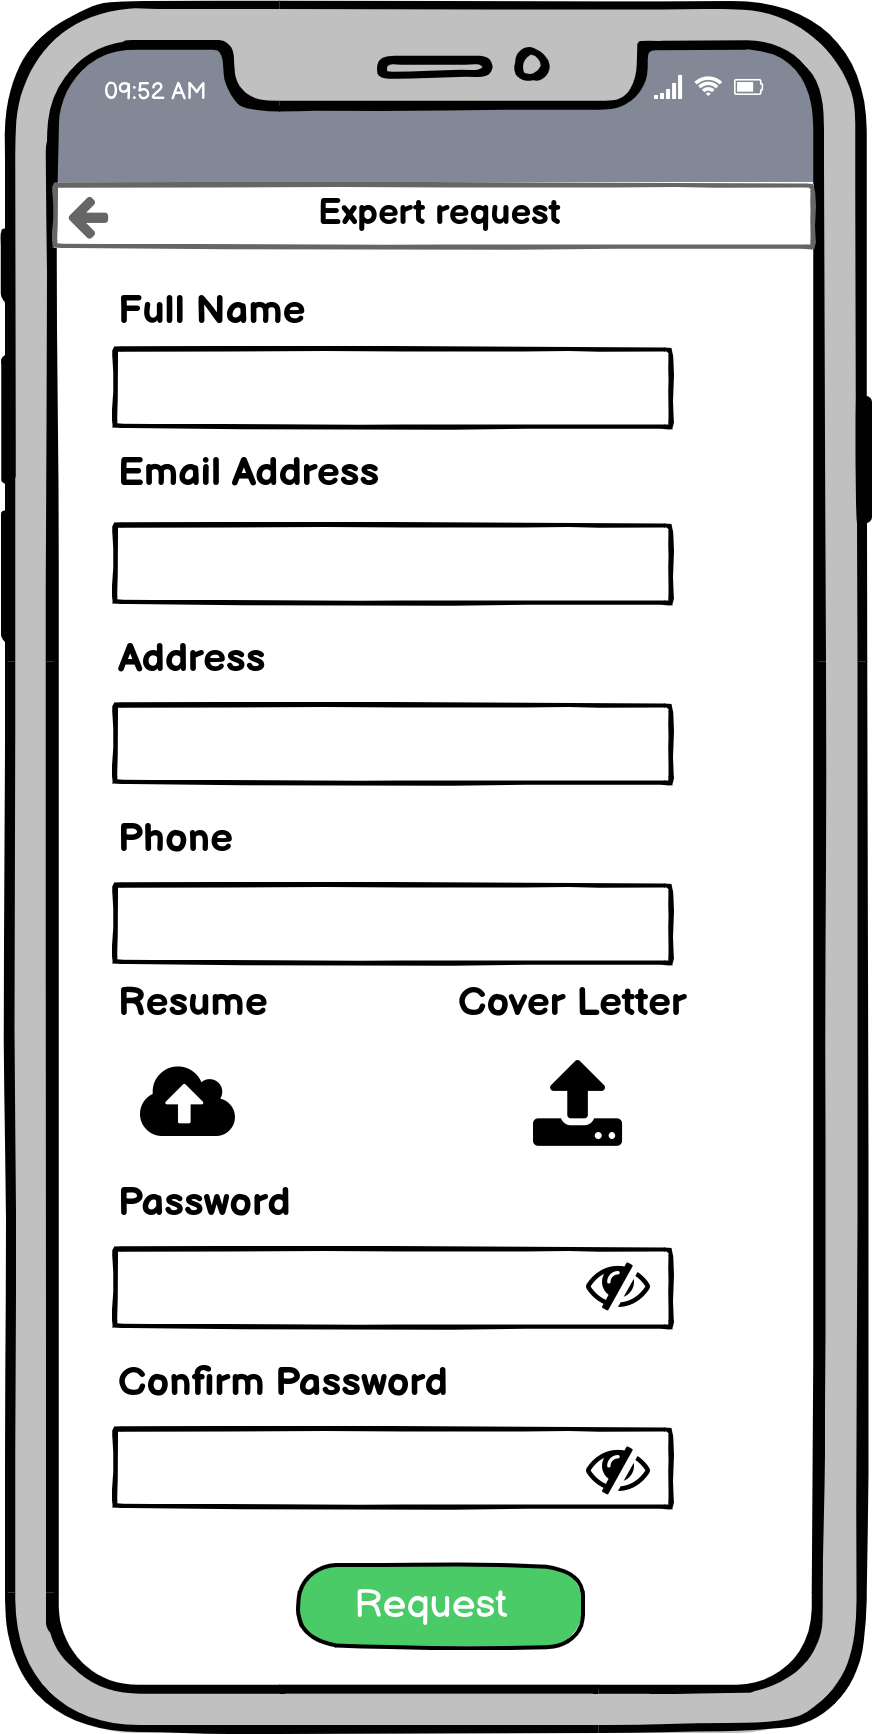 09:52 AM
Expert request
Full Name
Email Address
Address
Phone
Resume Cover Letter
Password
Confirm Password
Request